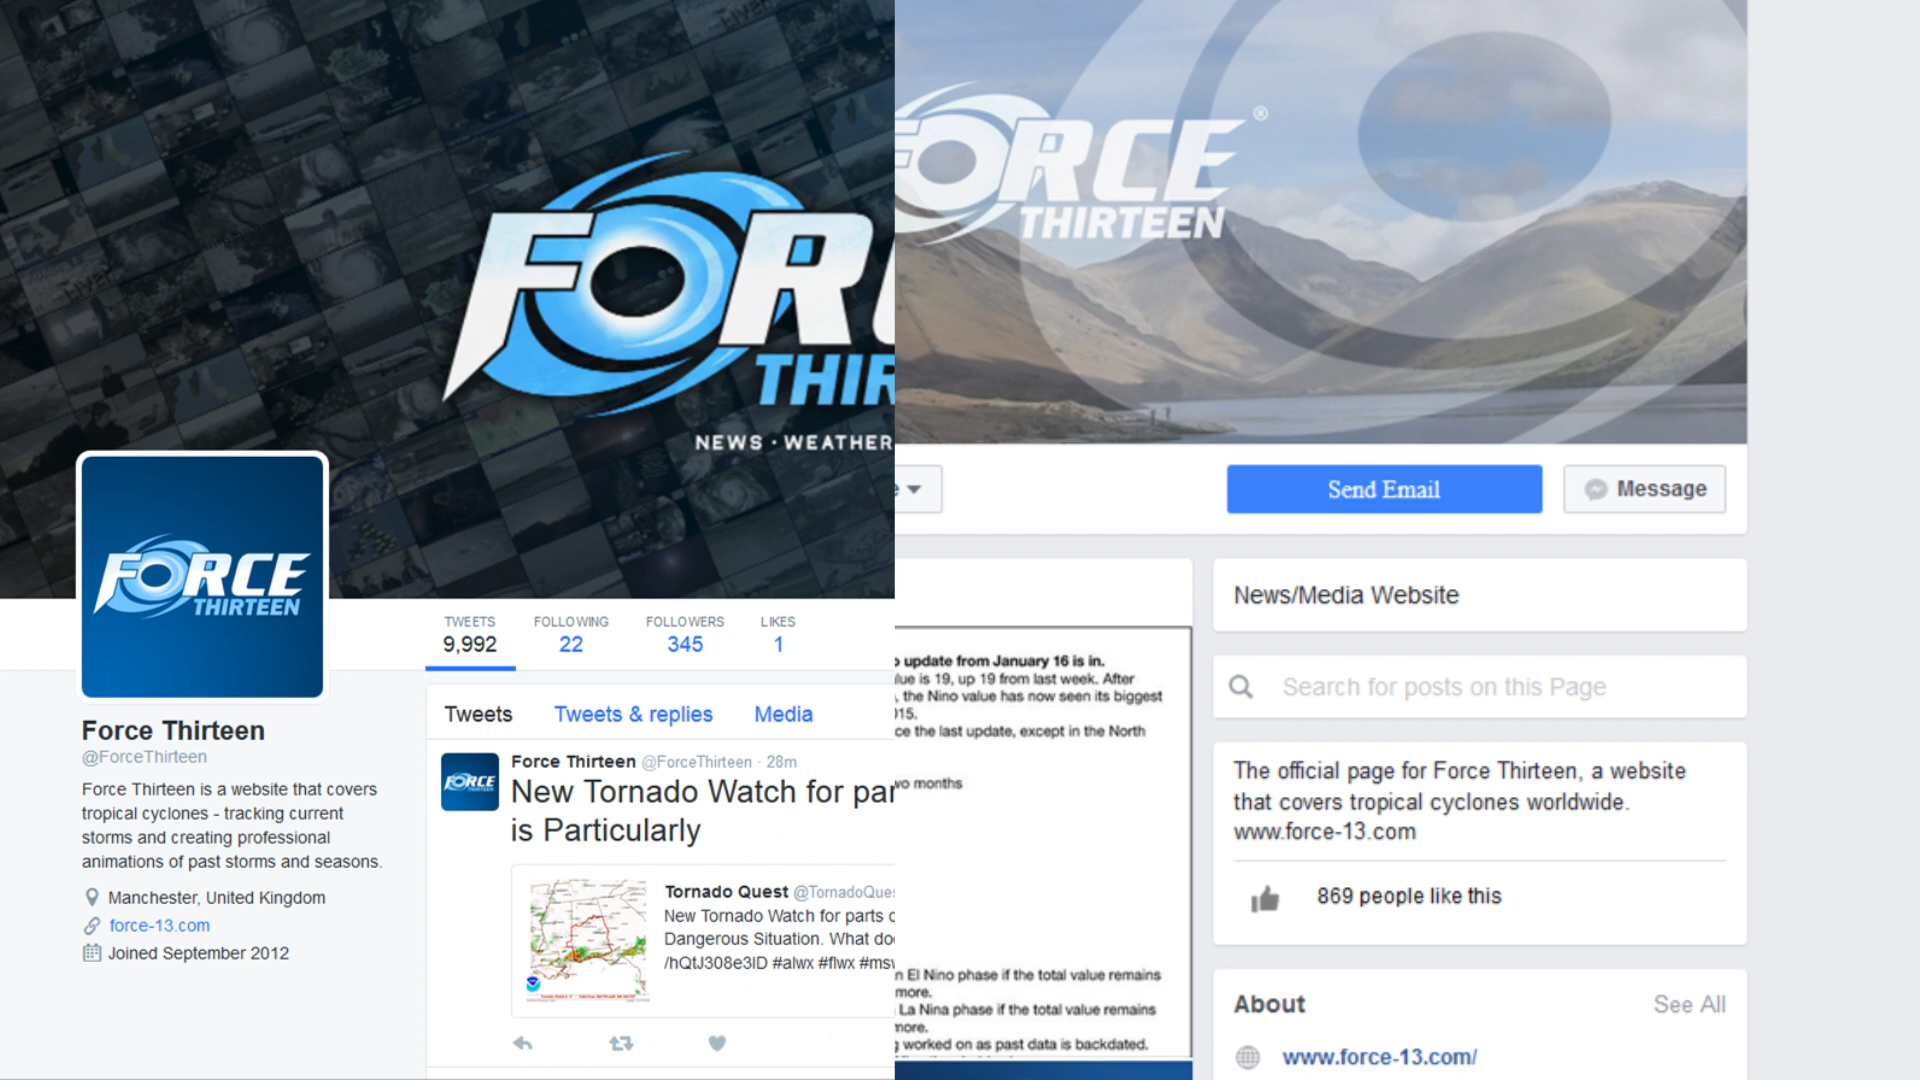 FORCE
THIRTEEN
NEWS · WEATHER
FORCE
THIRTEEN
TWEETS
9,992
FOLLOWING
22
FOLLOWERS
345
LIKES
1
Force Thirteen
@ForceThirteen
Force Thirteen is a website that covers
tropical cyclones - tracking current
storms and creating professional
animations of past storms and seasons.
Manchester, United Kingdom
force-13.com
Joined September 2012
Tweets
Tweets & replies
Media
FORCE
Force Thirteen @ForceThirteen · 28m
New Tornado Watch for par
is Particularly
Tornado Quest @TornadoQues
New Tornado Watch for parts
Dangerous Situation. What
/hQtJ308e3lD #alwx #flwx
FORCE ®
THIRTEEN
Send Email
Message
update from January 16 is in.
is 19, up 19 from last week. After
, the Nino value has now seen its biggest
015.
the last update, except in the North
months
El Nino phase if the total value remains
more.
La Nina phase if the total value remains
more.
worked on as past data is backdated.
News/Media Website
Search for posts on this Page
The official page for Force Thirteen, a website
that covers tropical cyclones worldwide.
www.force-13.com
869 people like this
About
See All
www.force-13.com/